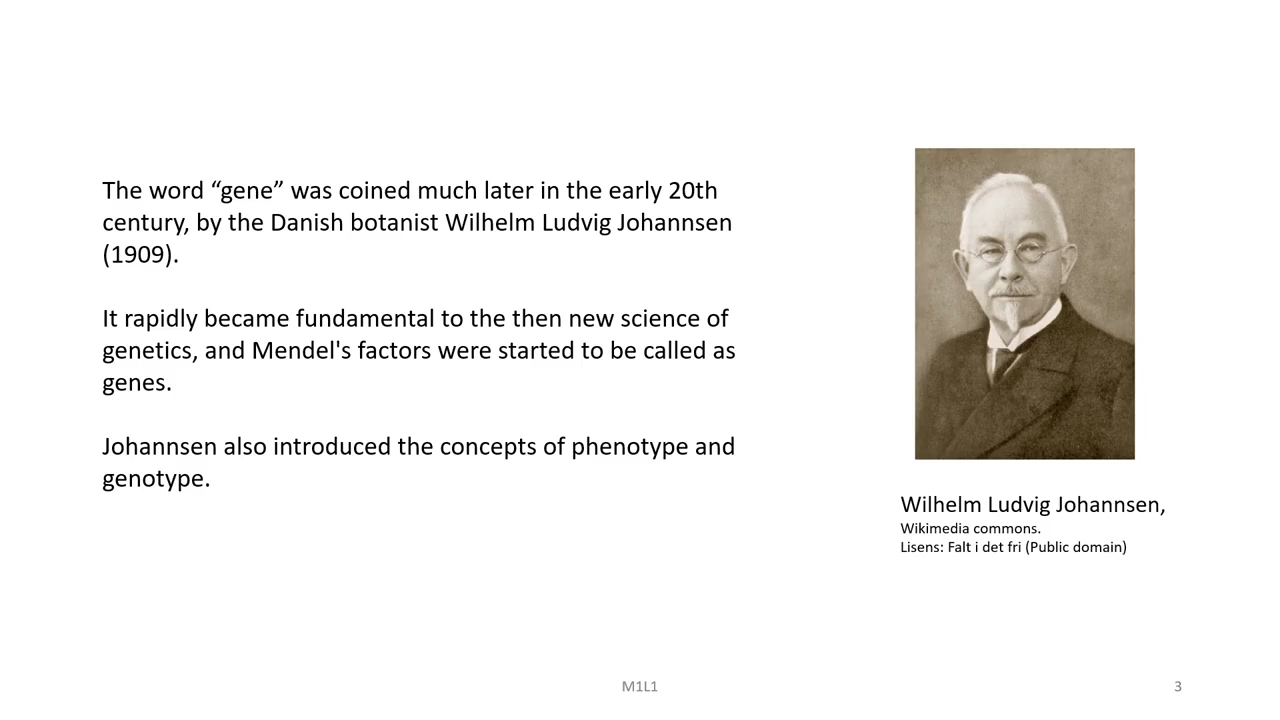 The word “gene” was coined much later in the early 20th
century, by the Danish botanist Wilhelm Ludvig Johannsen
(1909).
It rapidly became fundamental to the then new science of
genetics, and Mendel's factors were started to be called as
genes.
Johannsen also introduced the concepts of phenotype and
genotype.
Wilhelm Ludvig Johannsen,
Wikimedia commons.
Lisens: Falt i det fri (Public domain)
M1L1
3